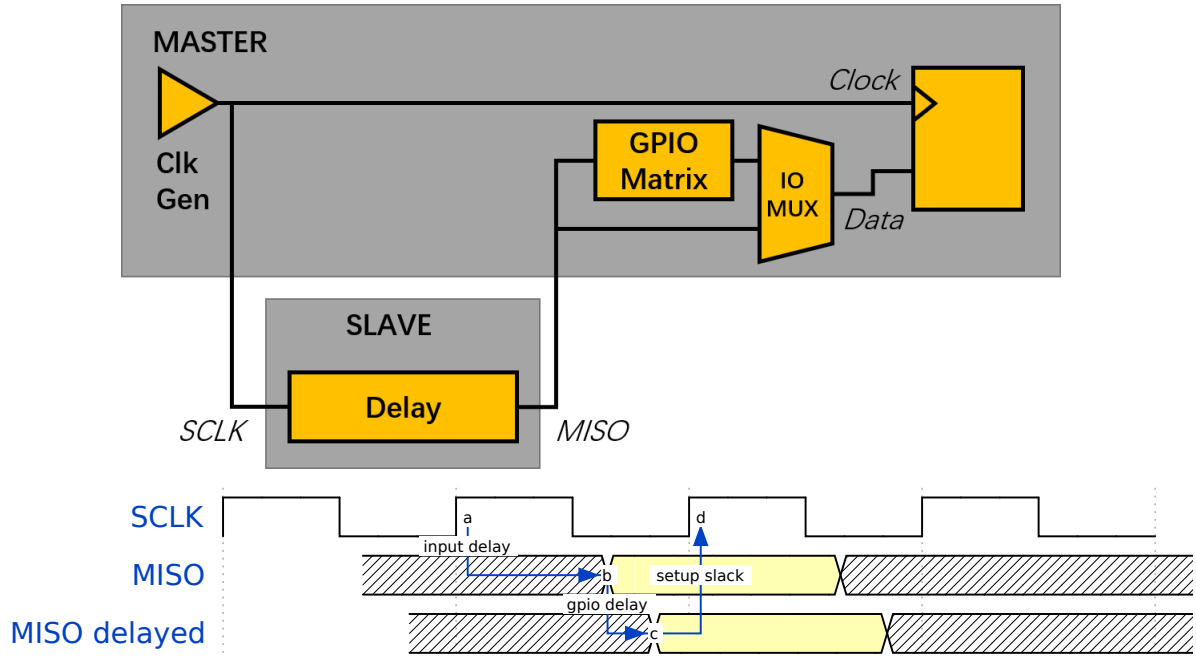 MASTER
Clock
Clk
Gen
GPIO
Matrix
IO
MUX
Data
SLAVE
Delay
SCLK
MISO
SCLK
a
d
input delay
MISO
b
setup slack
gpio delay
MISO delayed
c